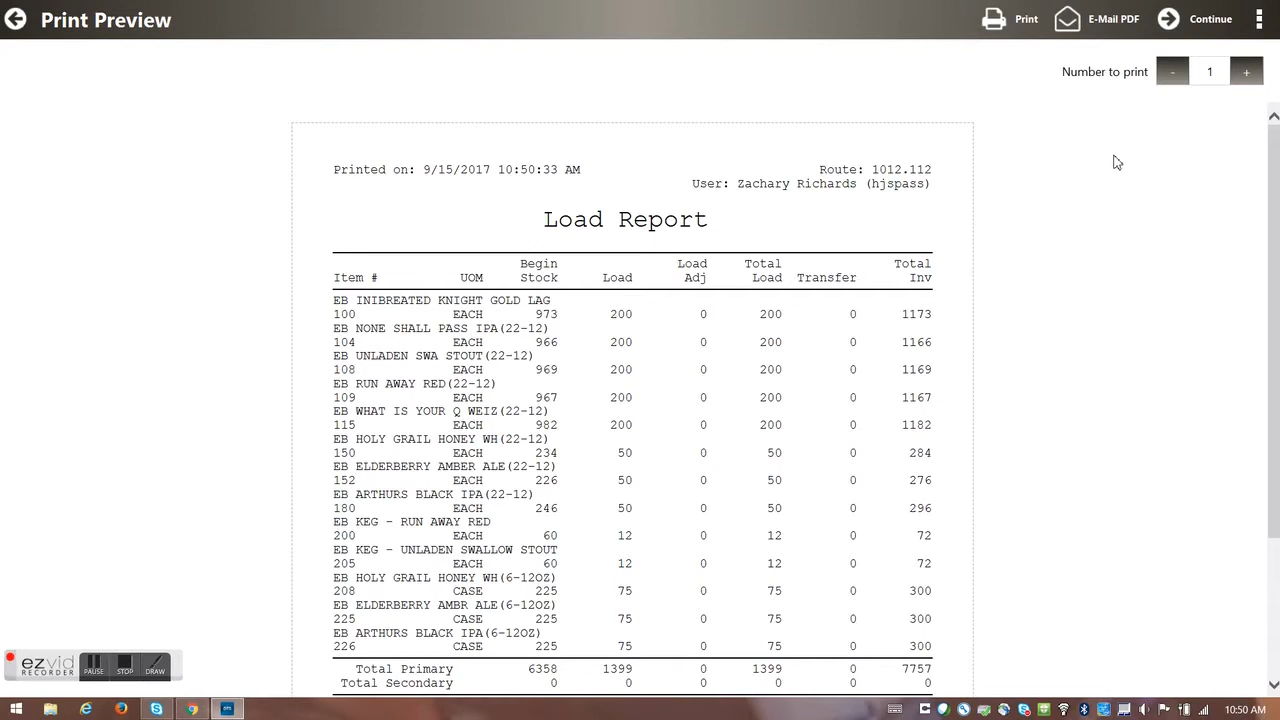 Print Preview
Print
E-Mail PDF
Continue
Number to print - 1 +
Printed on: 9/15/2017 10:50:33 AM Route: 1012.112
User: Zachary Richards (hjspass)
Load Report
Begin Load Total Total
Item # UOM Stock Load Adj Load Transfer Inv
EB INIBREATED KNIGHT GOLD LAG
100 EACH 973 200 0 200 0 1173
EB NONE SHALL PASS IPA(22-12)
104 EACH 966 200 0 200 0 1166
EB UNLADEN SWA STOUT(22-12)
108 EACH 969 200 0 200 0 1169
EB RUN AWAY RED(22-12)
109 EACH 967 200 0 200 0 1167
EB WHAT IS YOUR Q WEIZ(22-12)
115 EACH 982 200 0 200 0 1182
EB HOLY GRAIL HONEY WH(22-12)
150 EACH 234 50 0 50 0 284
EB ELDERBERRY AMBER ALE(22-12)
152 EACH 226 50 0 50 0 276
EB ARTHURS BLACK IPA(22-12)
180 EACH 246 50 0 50 0 296
EB KEG - RUN AWAY RED
200 EACH 60 12 0 12 0 72
EB KEG - UNLADEN SWALLOW STOUT
205 EACH 60 12 0 12 0 72
EB HOLY GRAIL HONEY WH(6-12OZ)
208 CASE 225 75 0 75 0 300
EB ELDERBERRY AMBR ALE(6-12OZ)
225 CASE 225 75 0 75 0 300
EB ARTHURS BLACK IPA(6-12OZ)
226 CASE 225 75 0 75 0 300
Total Primary 6358 1399 0 1399 0 7757
Total Secondary 0 0 0 0 0 0
ezvid
RECORDER
PAUSE STOP DRAW
10:50 AM